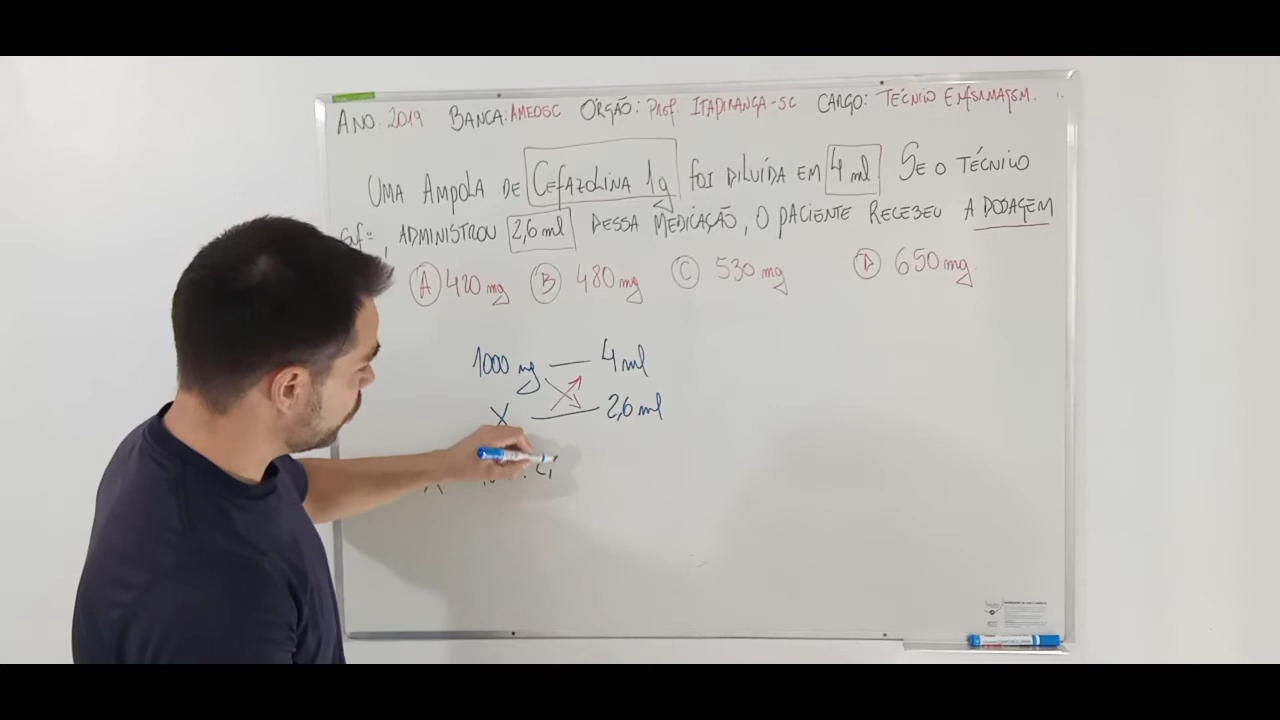 ANO: 2019 BANCA: AMEOSC ÓRGÃO: Pref. ITAPIRANGA-SC CARGO: TÉCNICO ENFERMAGEM.
UMA AMPOLA DE CEFAZOLINA 1g FOI DILUÍDA EM 4 ml SE O TÉCNICO
ADMINISTROU 2,6 ml DESSA MEDICAÇÃO, O PACIENTE RECEBEU A DODAGEM
A 420 mg B 480 mg C 530 mg D 650 mg
1000 mg — 4 ml
X — 2,6 ml